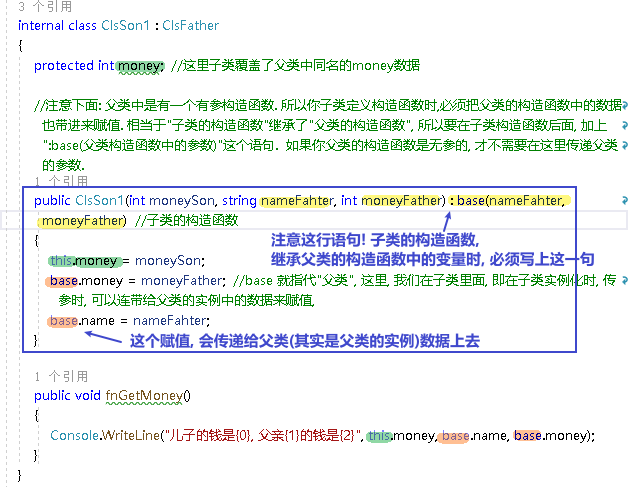 3 个引用
internal class ClsSon1 : ClsFather
{
protected int money; //这里子类覆盖了父类中同名的money数据
//注意下面: 父类中是有一个有参构造函数. 所以你子类定义构造函数时,必须把父类的构造函数中的数据
也带进来赋值. 相当于"子类的构造函数"继承了"父类的构造函数", 所以要在子类构造函数后面, 加上
":base(父类构造函数中的参数)"这个语句. 如果你父类的构造函数是无参的, 才不需要在这里传递父类
的参数.
1 个引用
public ClsSon1(int moneySon, string nameFahter, int moneyFather) : base(nameFahter,
moneyFather) //子类的构造函数
{
注意这行语句! 子类的构造函数,
继承父类的构造函数中的变量时, 必须写上这一句
this.money = moneySon;
base.money = moneyFather; //base 就指代"父类", 这里, 我们在子类里面, 即在子类实例化时, 传
参时, 可以连带给父类的实例中的数据来赋值,
base.name = nameFahter;
这个赋值, 会传递给父类(其实是父类的实例)数据上去
}
1 个引用
public void fnGetMoney()
{
Console.WriteLine("儿子的钱是{0}, 父亲{1}的钱是{2}", this.money, base.name, base.money);
}
}